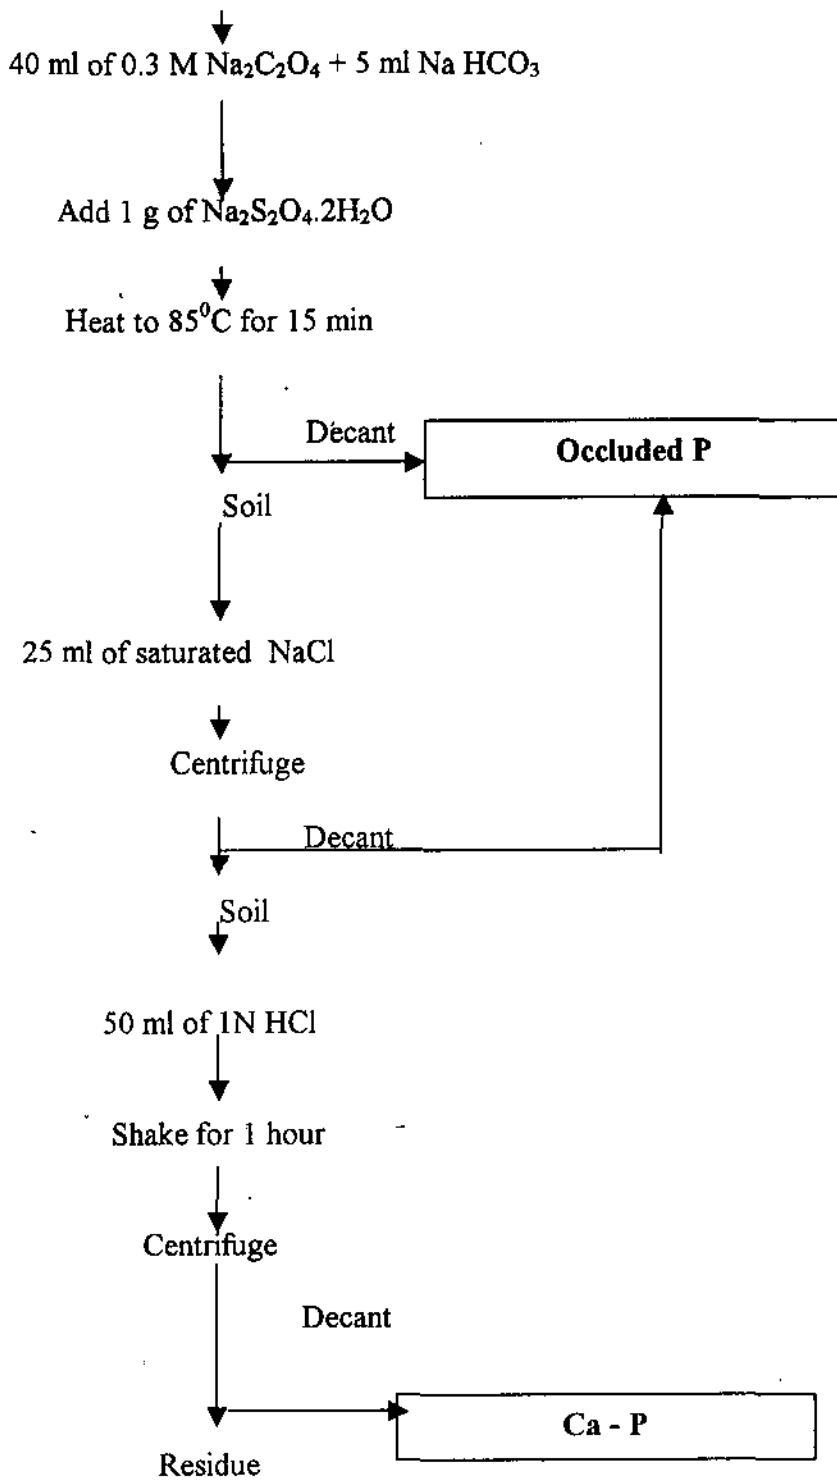 40 ml of 0.3 M Na₂C₂O₄ + 5 ml Na HCO₃
Add 1 g of Na₂S₂O₄.2H₂O
Heat to 85⁰C for 15 min
Decant
Occluded P
Soil
25 ml of saturated NaCl
Centrifuge
Decant
Soil
50 ml of 1N HCl
Shake for 1 hour
Centrifuge
Decant
Ca - P
Residue